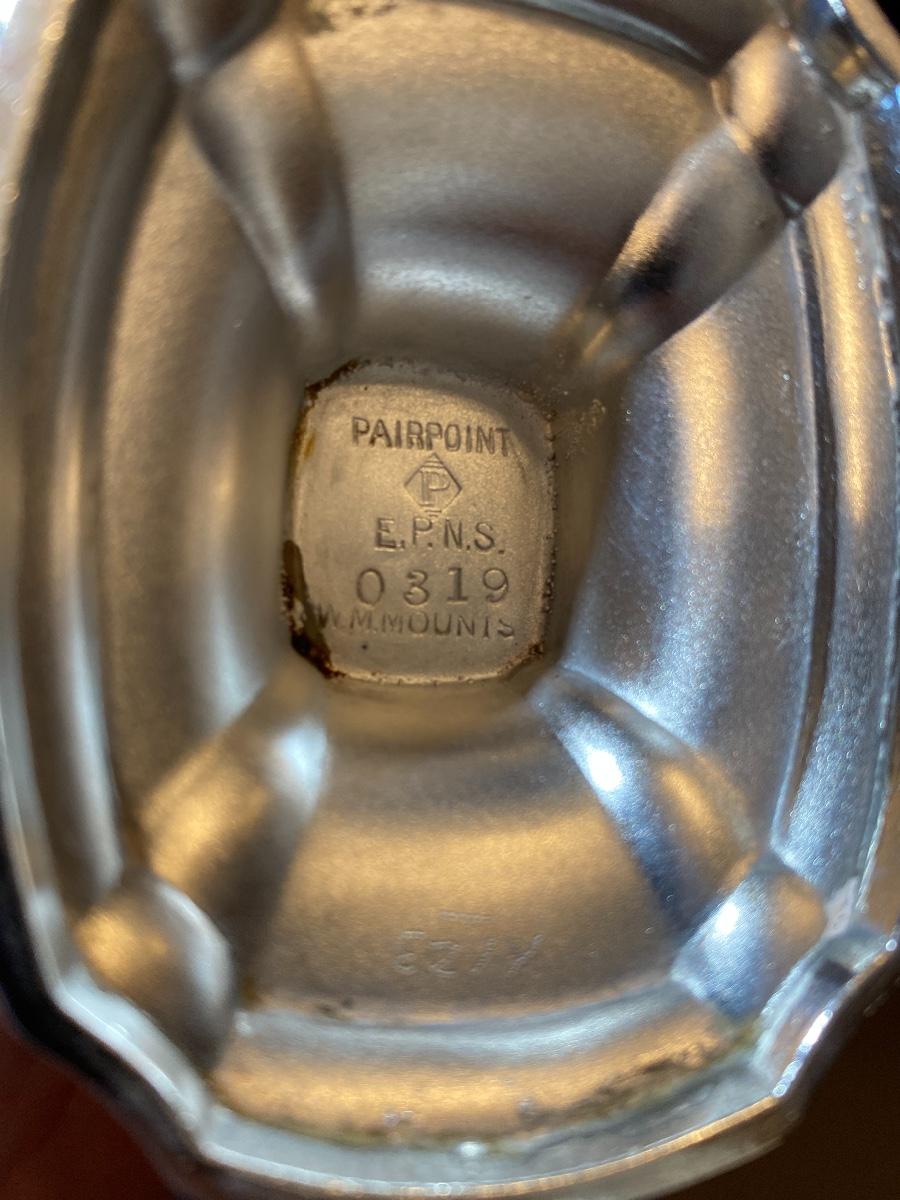 PAIRPOINT
P
E.P.N.S.
0319
W.M.MOUNTS